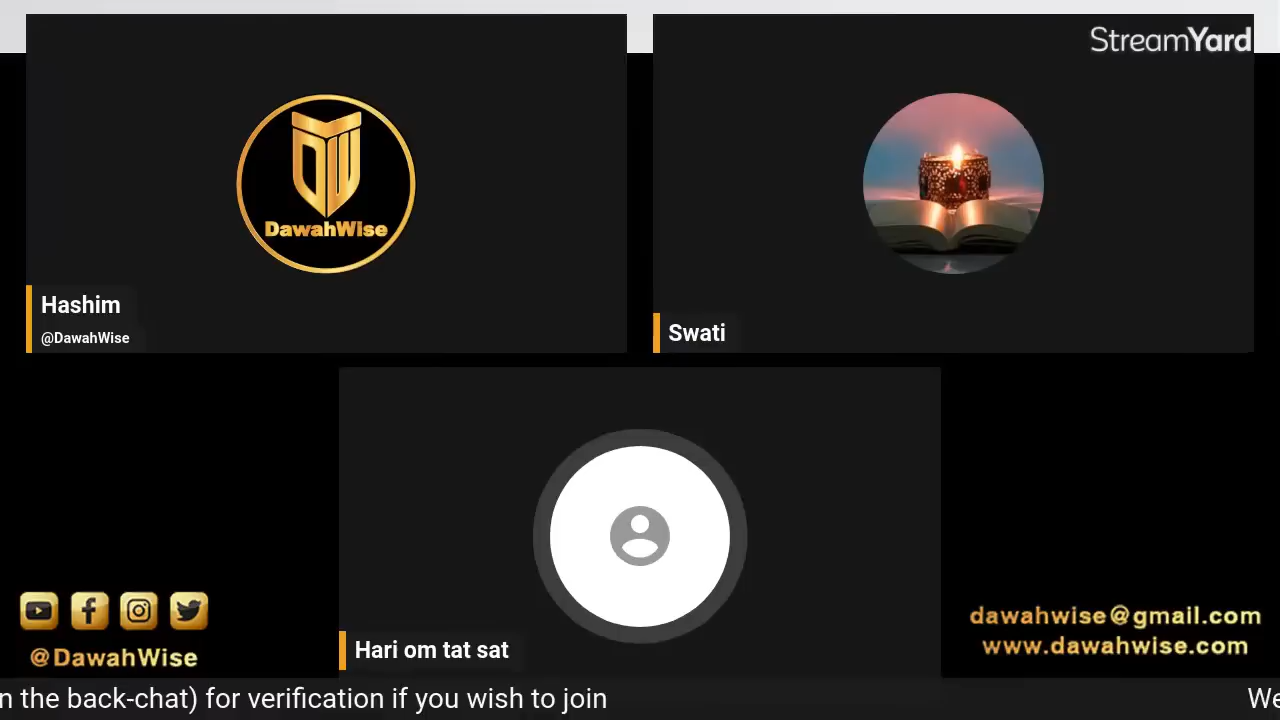 StreamYard
DawahWise
Hashim
@DawahWise
Swati
Hari om tat sat
@DawahWise
dawahwise@gmail.com
www.dawahwise.com
n the back-chat) for verification if you wish to join
We